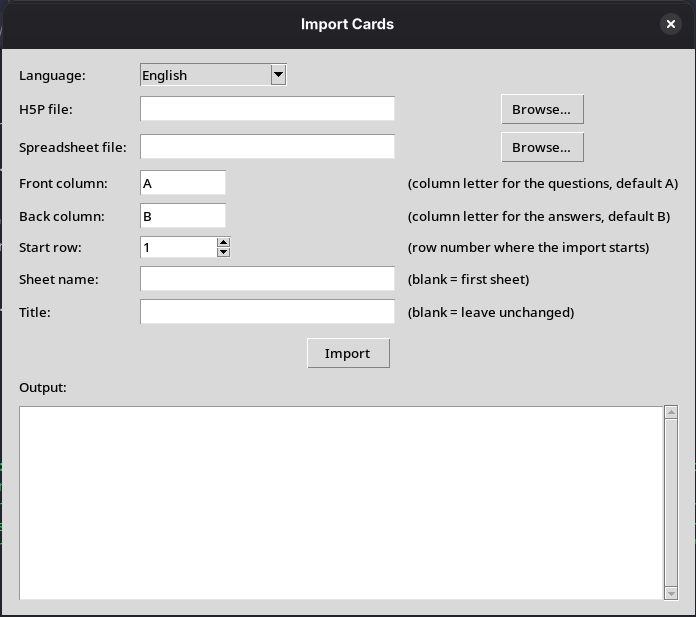 Import Cards
Language: English
H5P file: Browse...
Spreadsheet file: Browse...
Front column: A (column letter for the questions, default A)
Back column: B (column letter for the answers, default B)
Start row: 1 (row number where the import starts)
Sheet name: (blank = first sheet)
Title: (blank = leave unchanged)
Import
Output: